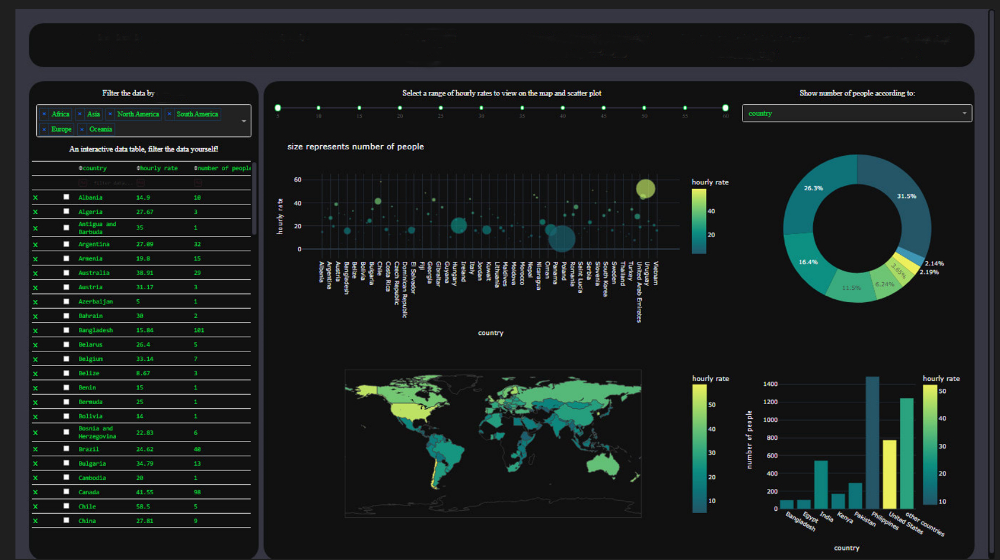 Filter the data by
× Africa × Asia × North America × South America
× Europe × Oceania
An interactive data table, filter the data yourself!
country hourly rate number of people
filter data...
× Albania 14.9 10
× Algeria 27.67 3
× Antigua and Barbuda 35 1
× Argentina 27.09 32
× Armenia 19.8 15
× Australia 38.91 29
× Austria 31.17 3
× Azerbaijan 5 1
× Bahrain 30 2
× Bangladesh 15.84 101
× Belarus 26.4 5
× Belgium 33.14 7
× Belize 8.67 3
× Benin 15 1
× Bermuda 25 1
× Bolivia 14 1
× Bosnia and Herzegovina 22.83 6
× Brazil 24.62 40
× Bulgaria 34.79 13
× Cambodia 20 1
× Canada 41.55 98
× Chile 58.5 5
× China 27.81 9
Select a range of hourly rates to view on the map and scatter plot
5 10 15 20 25 30 35 40 45 50 55 60
size represents number of people
hourly rate
60
40
20
0
Albania
Argentina
Austria
Bangladesh
Belize
Bolivia
Bulgaria
Chile
Costa Rica
Czech Republic
Dominican Republic
El Salvador
Fiji
Georgia
Gibraltar
Guyana
Hungary
Ireland
Italy
Jordan
Kuwait
Lithuania
Maldives
Moldova
Morocco
Nepal
Nicaragua
Oman
Panama
Poland
Romania
Saint Lucia
Serbia
Slovenia
South Korea
Sweden
Thailand
Turkey
United Arab Emirates
Uruguay
Vietnam
country
hourly rate
40
20
Show number of people according to:
country
31.5%
26.3%
16.4%
11.5%
6.24%
3.65%
2.19%
2.14%
hourly rate
50
40
30
20
10
number of people
1400
1200
1000
800
600
400
200
0
Bangladesh
Egypt
India
Kenya
Pakistan
Philippines
United States
other countries
country
hourly rate
50
40
30
20
10